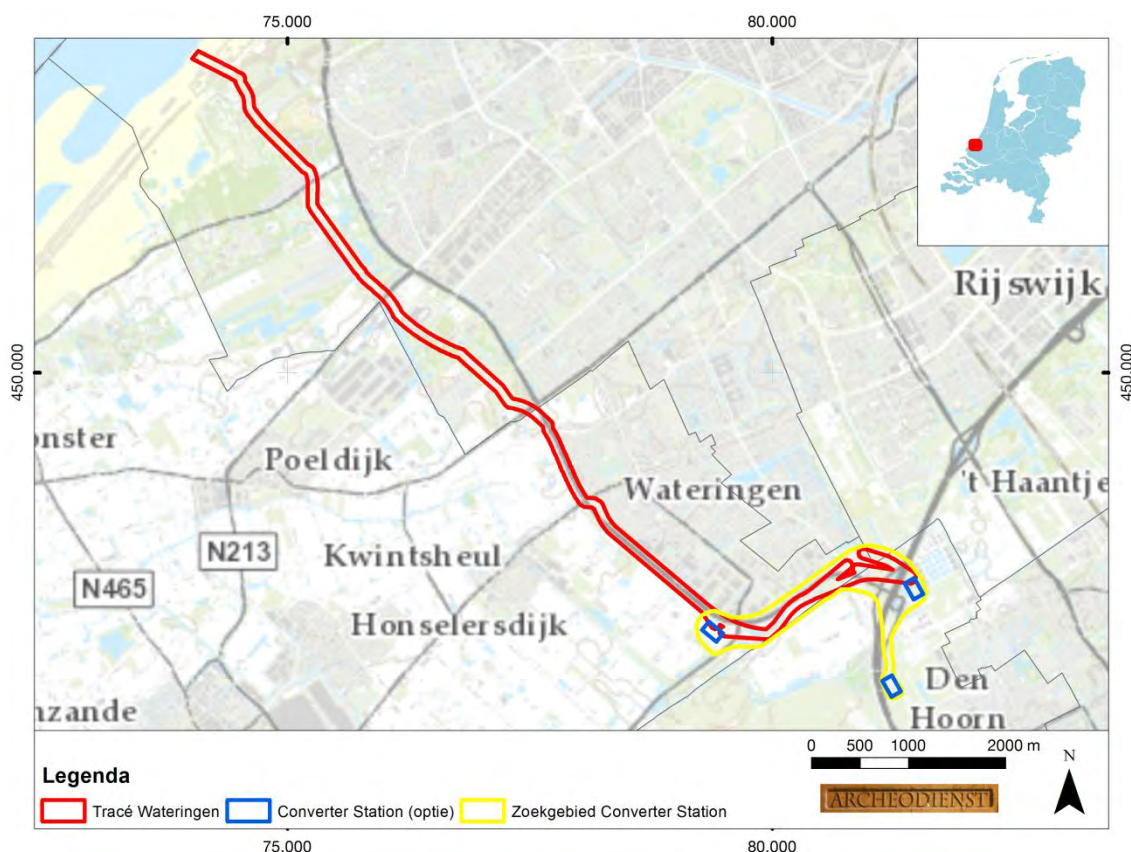 75.000
80.000
Rijswijk
450.000
450.000
onster
Poeldijk
Wateringen
't Haantje
N213
Kwintsheul
N465
Honselersdijk
Den
Hoorn
nzande
0 500 1000 2000 m
N
Legenda
ARCHEODIENST
Tracé Wateringen
Converter Station (optie)
Zoekgebied Converter Station
75.000
80.000